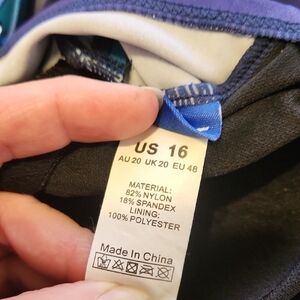 US 16
AU 20 UK 20 EU 48
MATERIAL:
82% NYLON
18% SPANDEX
LINING:
100% POLYESTER
Made In China